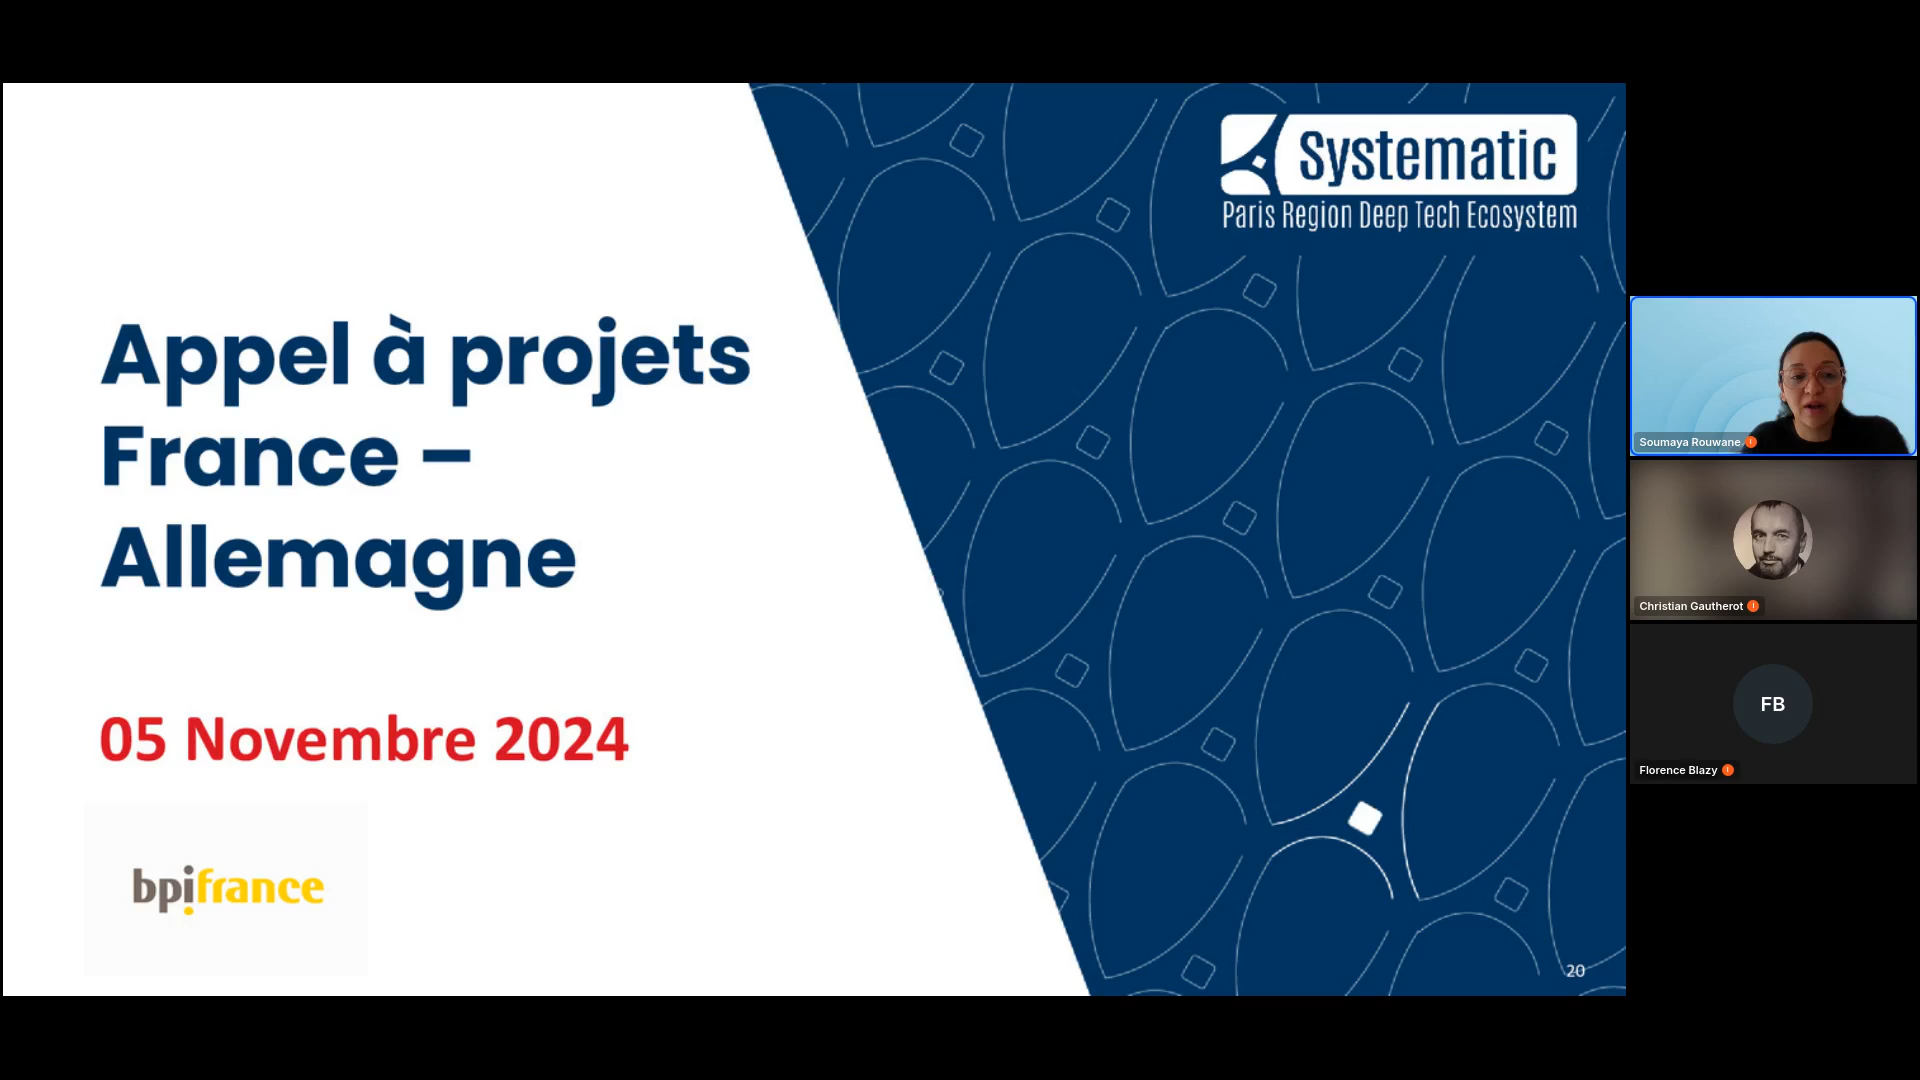 Systematic
Paris Region Deep Tech Ecosystem
Appel à projets
France –
Allemagne
05 Novembre 2024
bpifrance
20
Soumaya Rouwane
Christian Gautherot
FB
Florence Blazy